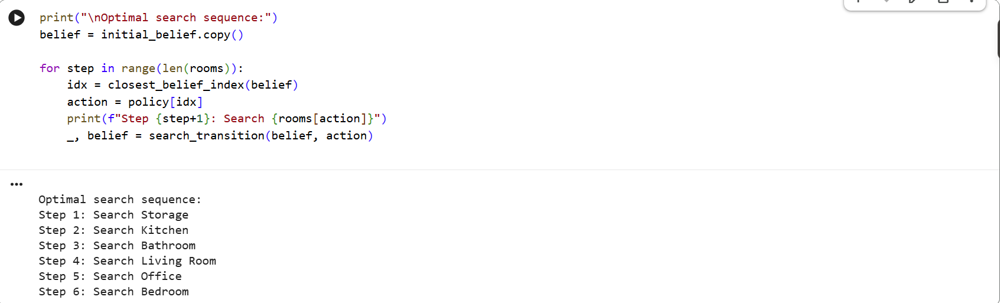 print("\nOptimal search sequence:")
belief = initial_belief.copy()
for step in range(len(rooms)):
    idx = closest_belief_index(belief)
    action = policy[idx]
    print(f"Step {step+1}: Search {rooms[action]}")
    _, belief = search_transition(belief, action)
Optimal search sequence:
Step 1: Search Storage
Step 2: Search Kitchen
Step 3: Search Bathroom
Step 4: Search Living Room
Step 5: Search Office
Step 6: Search Bedroom